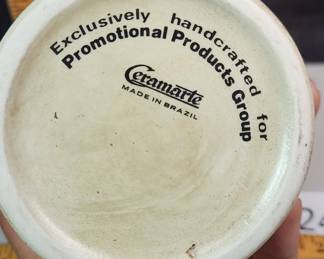 Exclusively handcrafted for
Promotional Products Group
Ceramarte
MADE IN BRAZIL